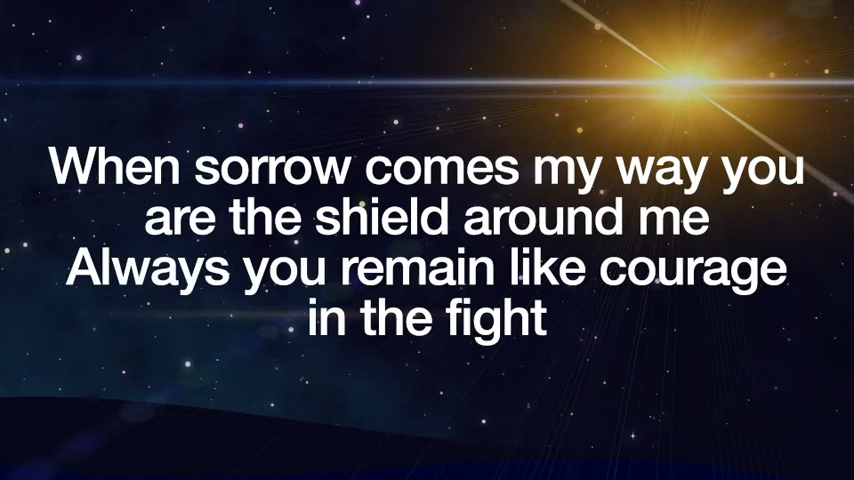 When sorrow comes my way you
are the shield around me
Always you remain like courage
in the fight